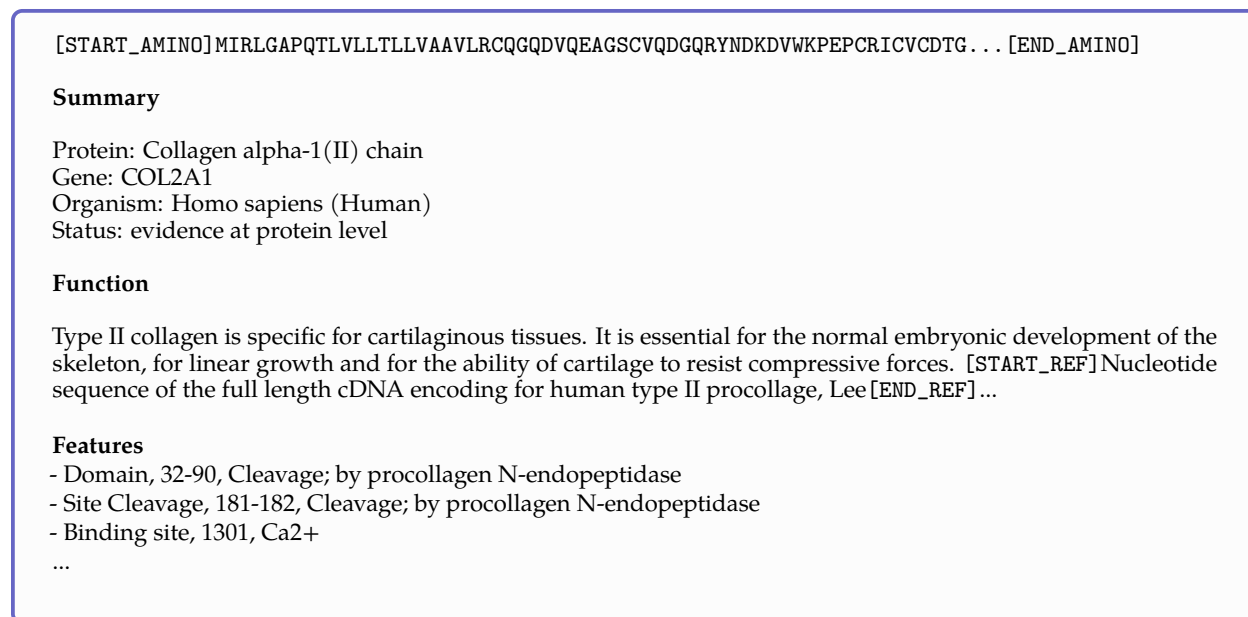 [START_AMINO]MIRLGAPQTLVLLTLLVAAVLRCQGQDVQEAGSCVQDGQRYNDKDVWKPEPCRICVCDTG...[END_AMINO]
Summary
Protein: Collagen alpha-1(II) chain
Gene: COL2A1
Organism: Homo sapiens (Human)
Status: evidence at protein level
Function
Type II collagen is specific for cartilaginous tissues. It is essential for the normal embryonic development of the
skeleton, for linear growth and for the ability of cartilage to resist compressive forces. [START_REF]Nucleotide
sequence of the full length cDNA encoding for human type II procollage, Lee[END_REF]...
Features
- Domain, 32-90, Cleavage; by procollagen N-endopeptidase
- Site Cleavage, 181-182, Cleavage; by procollagen N-endopeptidase
- Binding site, 1301, Ca2+
...